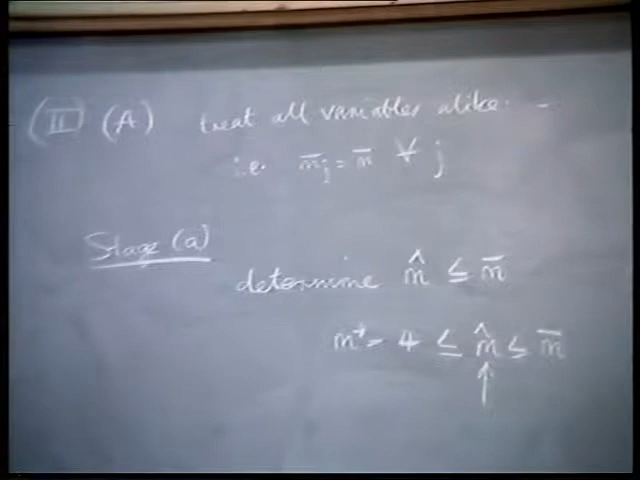 (II) (A) treat all variables alike. -
i.e. m̄j = m̄ ∀ j
Stage (a)
determine m̂ ≤ m̄
m* = 4 ≤ m̂ ≤ m̄
↑